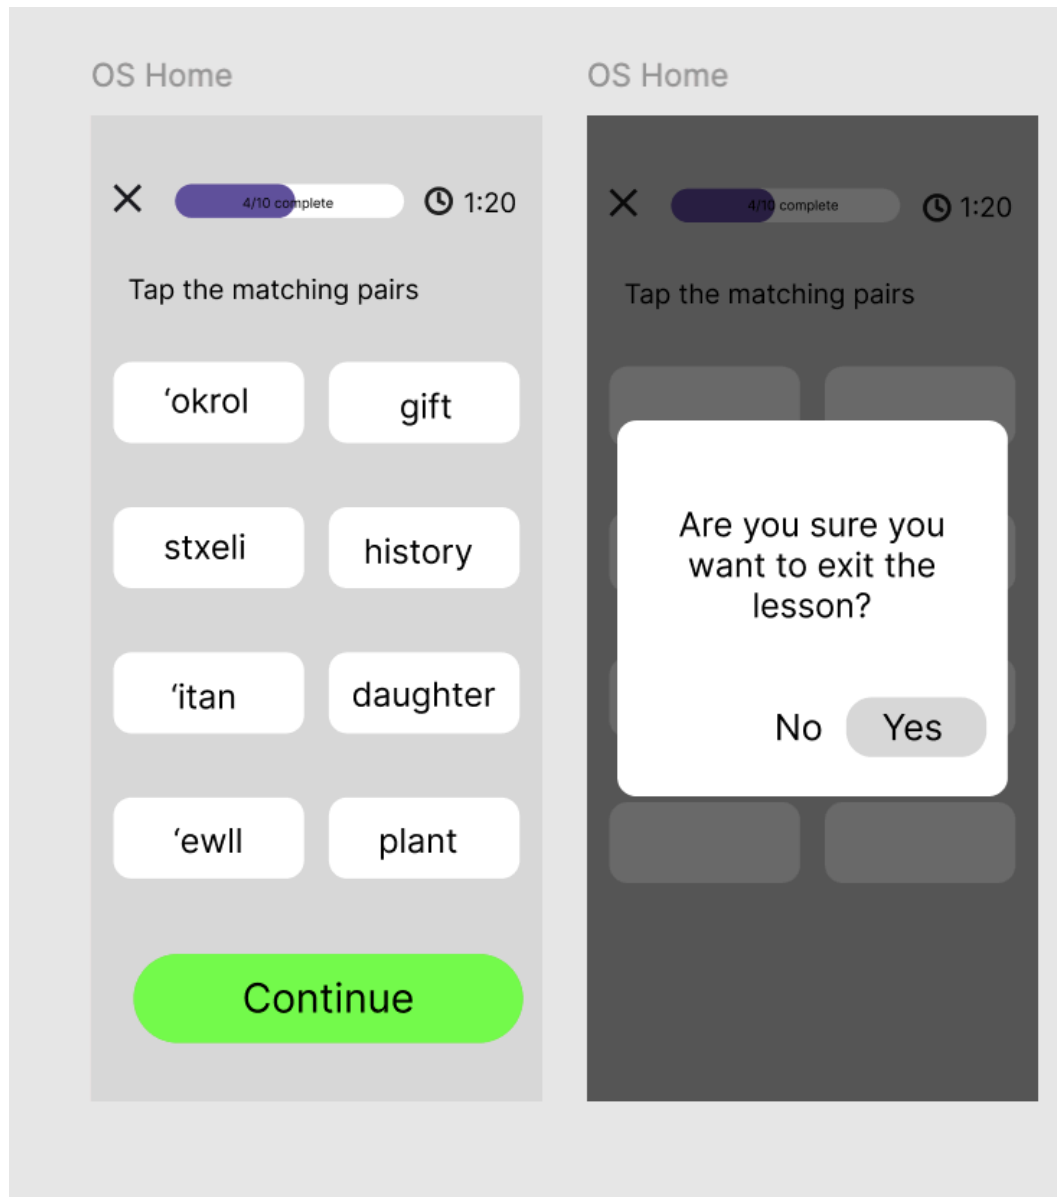 OS Home
4/10 complete
1:20
Tap the matching pairs
‘okrol
gift
stxeli
history
‘itan
daughter
‘ewll
plant
Continue
OS Home
4/10 complete
1:20
Tap the matching pairs
Are you sure you
want to exit the
lesson?
No
Yes